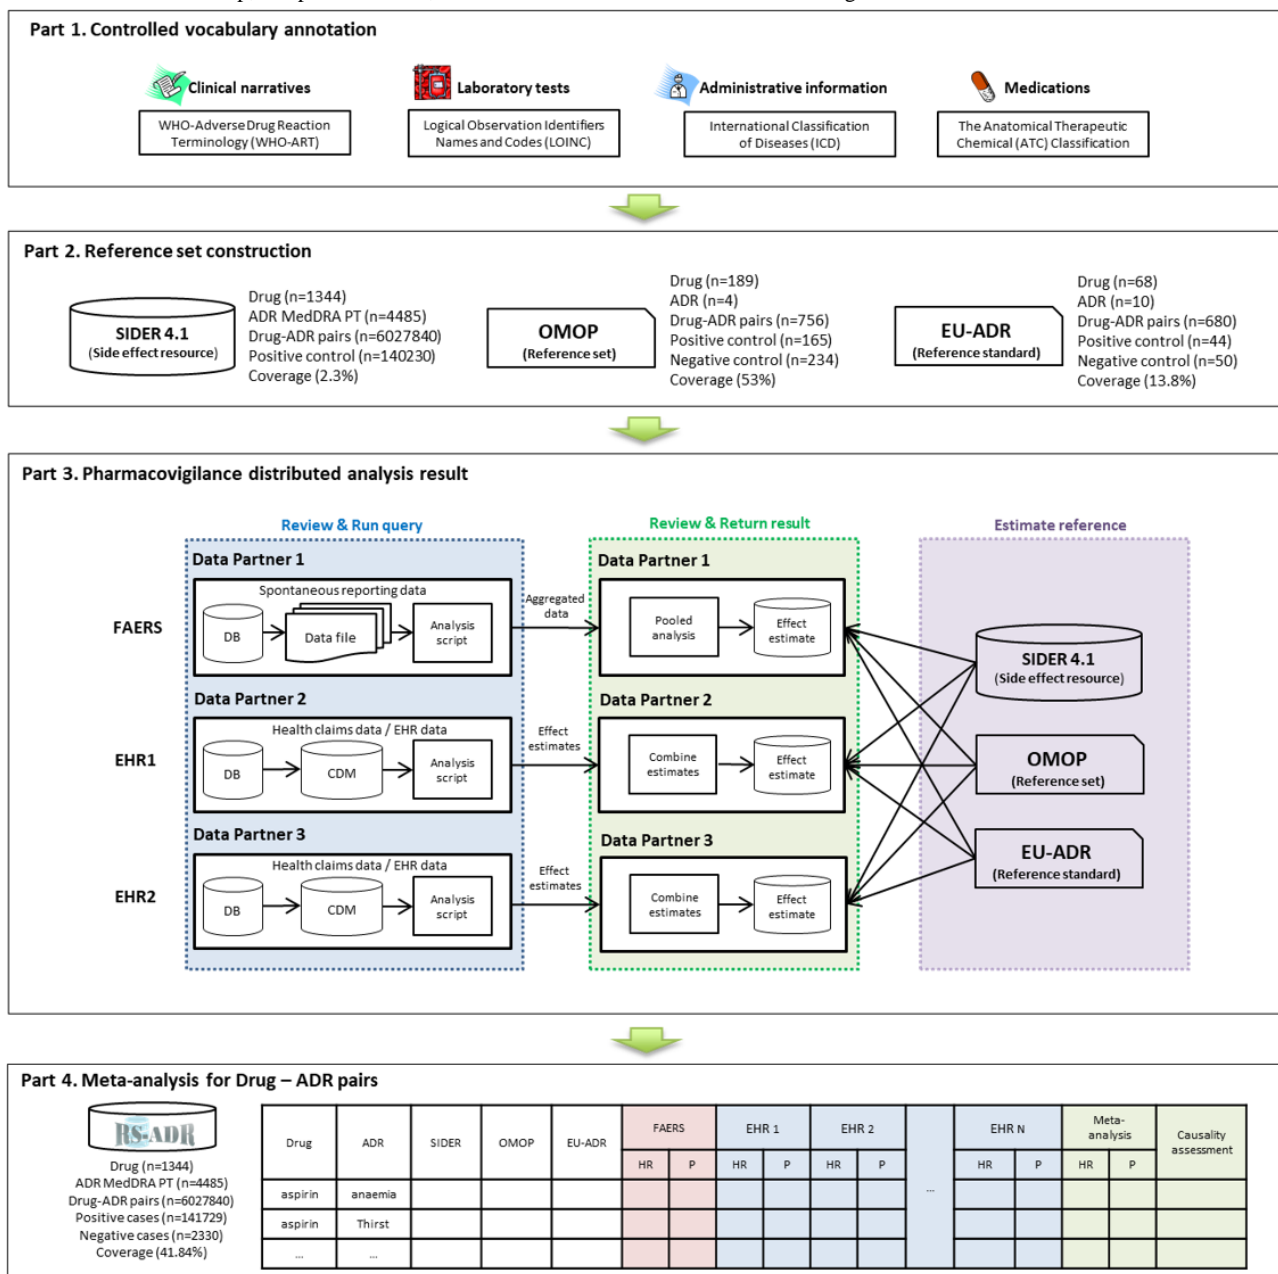 Part 1. Controlled vocabulary annotation
Clinical narratives
WHO-Adverse Drug Reaction
Terminology (WHO-ART)
Laboratory tests
Logical Observation Identifiers
Names and Codes (LOINC)
Administrative information
International Classification
of Diseases (ICD)
Medications
The Anatomical Therapeutic
Chemical (ATC) Classification
Part 2. Reference set construction
SIDER 4.1
(Side effect resource)
Drug (n=1344)
ADR MedDRA PT (n=4485)
Drug-ADR pairs (n=6027840)
Positive control (n=140230)
Coverage (2.3%)
OMOP
(Reference set)
Drug (n=189)
ADR (n=4)
Drug-ADR pairs (n=756)
Positive control (n=165)
Negative control (n=234)
Coverage (53%)
EU-ADR
(Reference standard)
Drug (n=68)
ADR (n=10)
Drug-ADR pairs (n=680)
Positive control (n=44)
Negative control (n=50)
Coverage (13.8%)
Part 3. Pharmacovigilance distributed analysis result
Review & Run query
Review & Return result
Estimate reference
FAERS
Data Partner 1
Spontaneous reporting data
DB
Data file
Analysis
script
Aggregated
data
Data Partner 1
Pooled
analysis
Effect
estimate
EHR1
Data Partner 2
Health claims data / EHR data
DB
CDM
Analysis
script
Effect
estimates
Data Partner 2
Combine
estimates
Effect
estimate
EHR2
Data Partner 3
Health claims data / EHR data
DB
CDM
Analysis
script
Effect
estimates
Data Partner 3
Combine
estimates
Effect
estimate
SIDER 4.1
(Side effect resource)
OMOP
(Reference set)
EU-ADR
(Reference standard)
Part 4. Meta-analysis for Drug – ADR pairs
RS-ADR
Drug (n=1344)
ADR MedDRA PT (n=4485)
Drug-ADR pairs (n=6027840)
Positive cases (n=141729)
Negative cases (n=2330)
Coverage (41.84%)
Drug ADR SIDER OMOP EU-ADR FAERS EHR 1 EHR 2 ... EHR N Meta-
analysis Causality
assessment
HR P HR P HR P HR P HR P
aspirin anaemia
aspirin Thirst
... ...